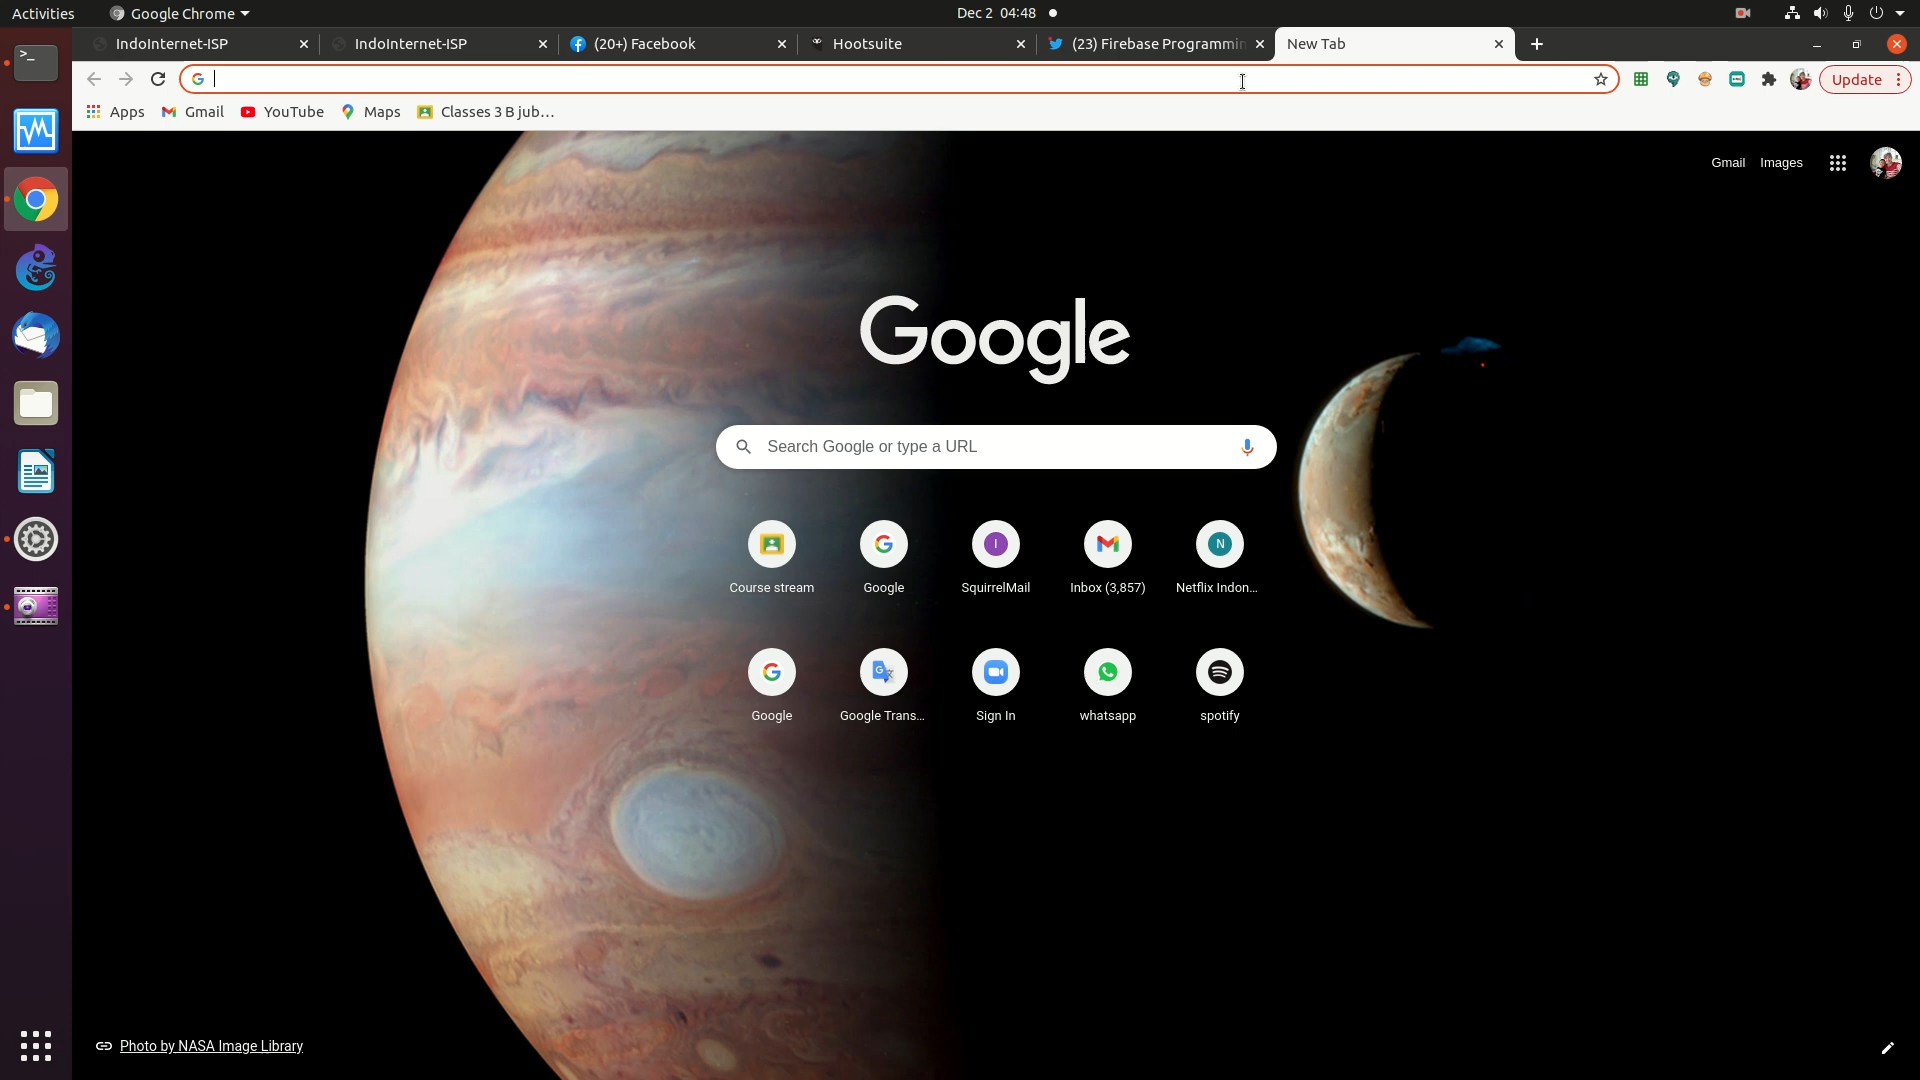 Activities
Google Chrome
Dec 2 04:48
IndoInternet-ISP
IndoInternet-ISP
(20+) Facebook
Hootsuite
(23) Firebase Programmin
New Tab
Update
Apps
Gmail
YouTube
Maps
Classes 3 B jub…
Gmail
Images
Google
Search Google or type a URL
Course stream
Google
SquirrelMail
Inbox (3,857)
Netflix Indon…
Google
Google Trans…
Sign In
whatsapp
spotify
Photo by NASA Image Library